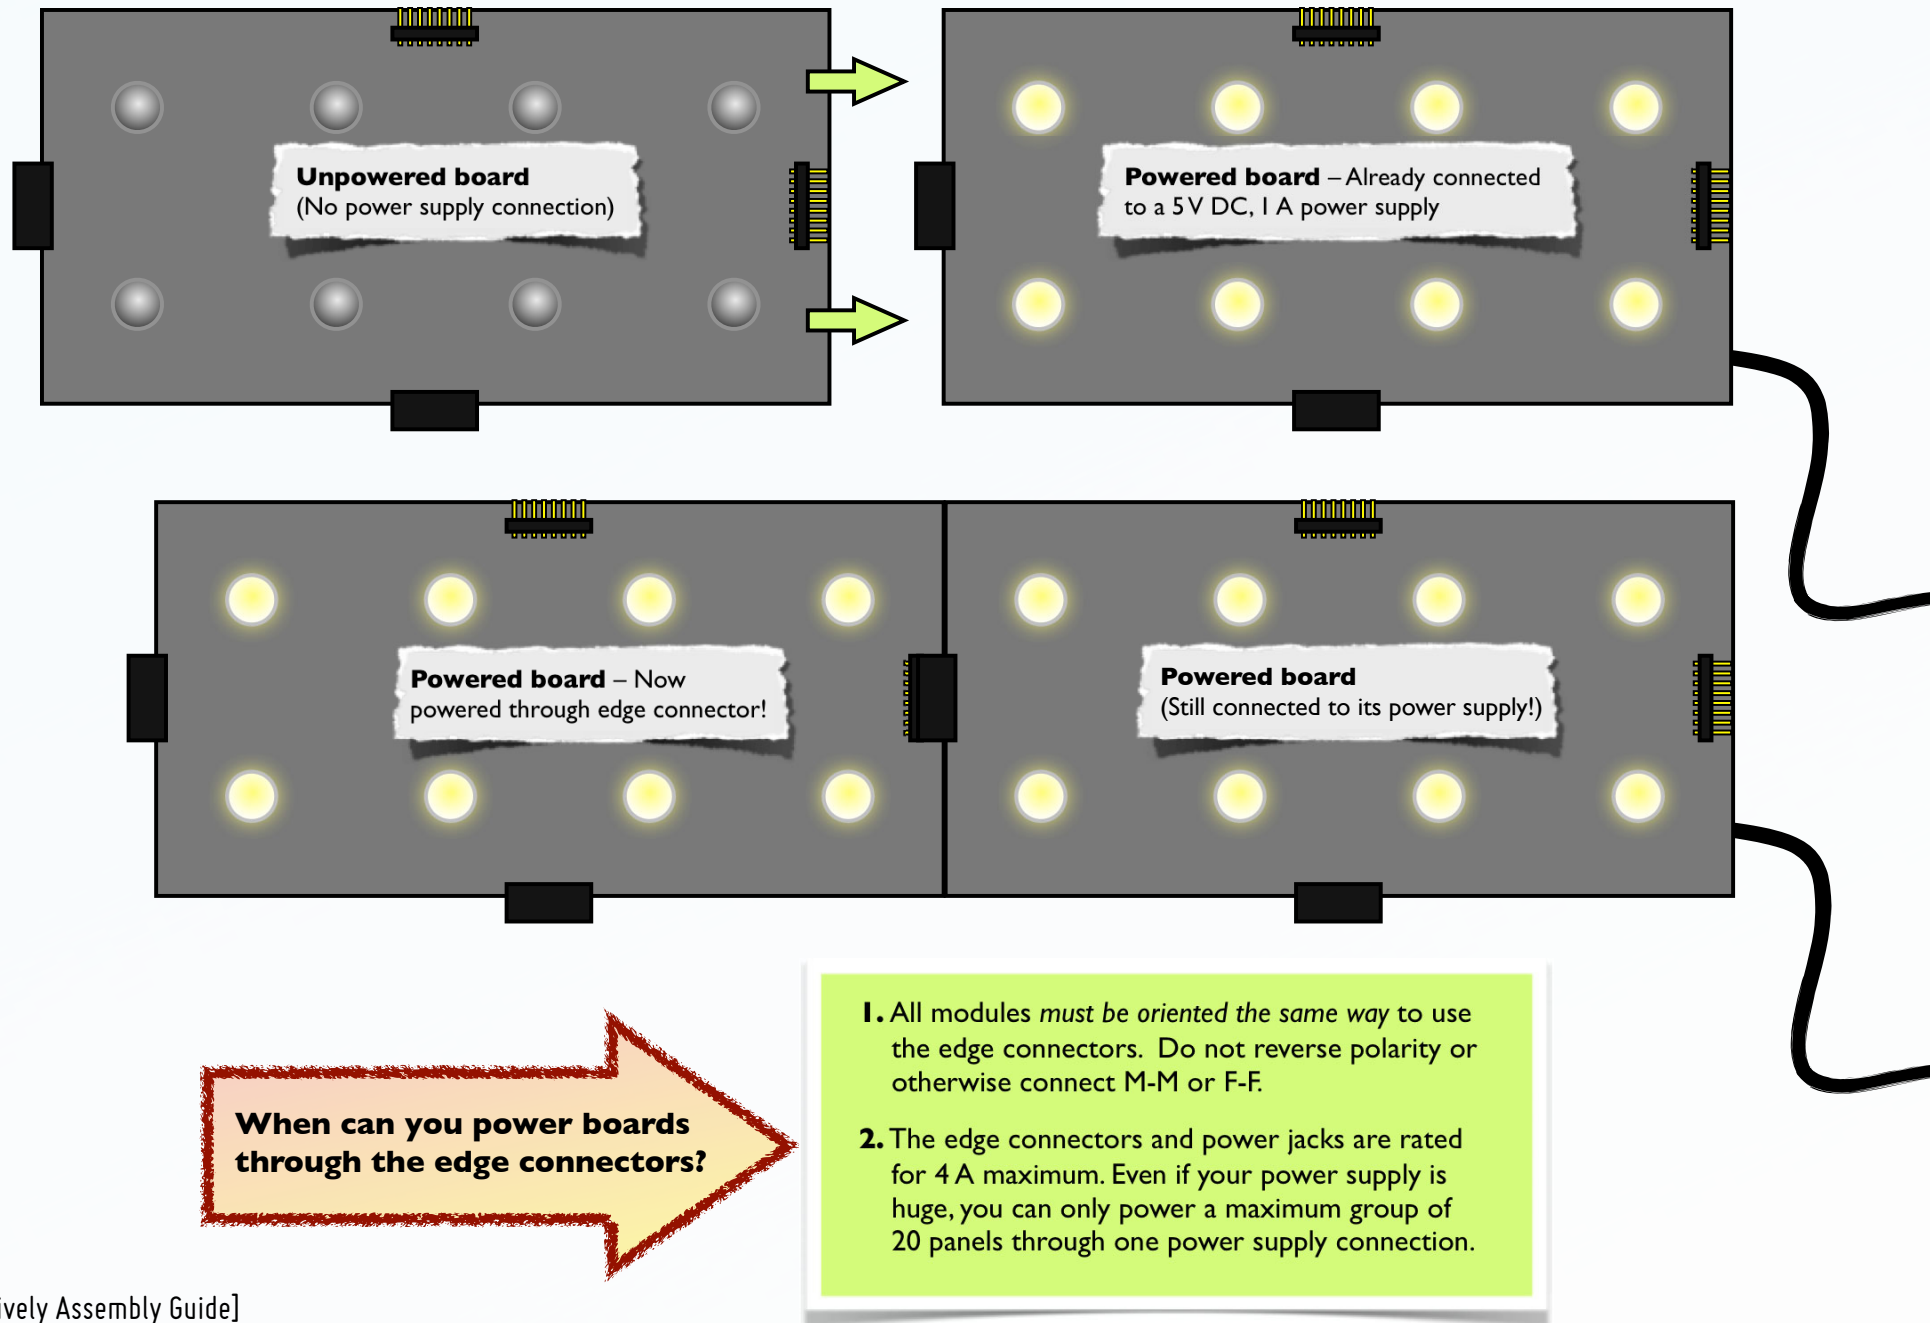 Unpowered board
(No power supply connection)
Powered board – Already connected
to a 5 V DC, 1 A power supply
Powered board – Now
powered through edge connector!
Powered board
(Still connected to its power supply!)
When can you power boards
through the edge connectors?
1. All modules must be oriented the same way to use
the edge connectors. Do not reverse polarity or
otherwise connect M-M or F-F.
2. The edge connectors and power jacks are rated
for 4 A maximum. Even if your power supply is
huge, you can only power a maximum group of
20 panels through one power supply connection.
Assembly Guide]